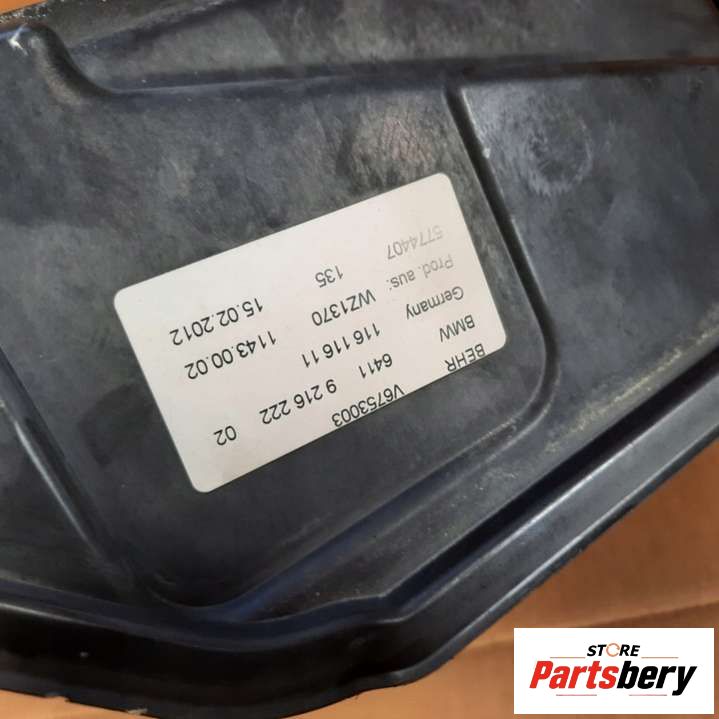 BEHR V6753003
BMW 6411 9 216 222 02
Germany 116 116 11
Prod. aus: WZ1370 1143.00.02
5774407 135 15.02.2012
STORE
Partsbery